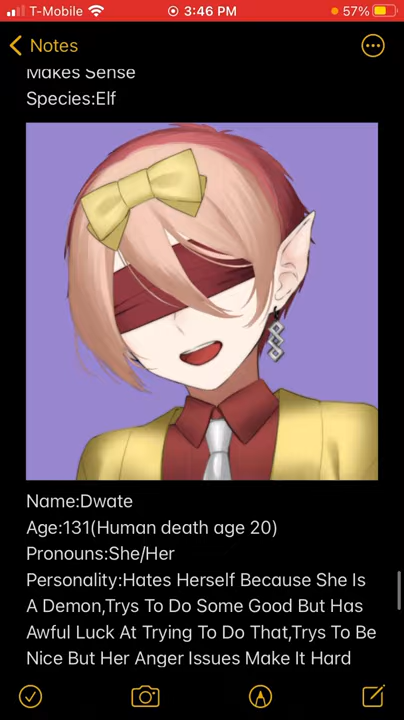 T-Mobile 3:46 PM 57%
Notes
Makes Sense
Species:Elf
Name:Dwate
Age:131(Human death age 20)
Pronouns:She/Her
Personality:Hates Herself Because She Is
A Demon,Trys To Do Some Good But Has
Awful Luck At Trying To Do That,Trys To Be
Nice But Her Anger Issues Make It Hard